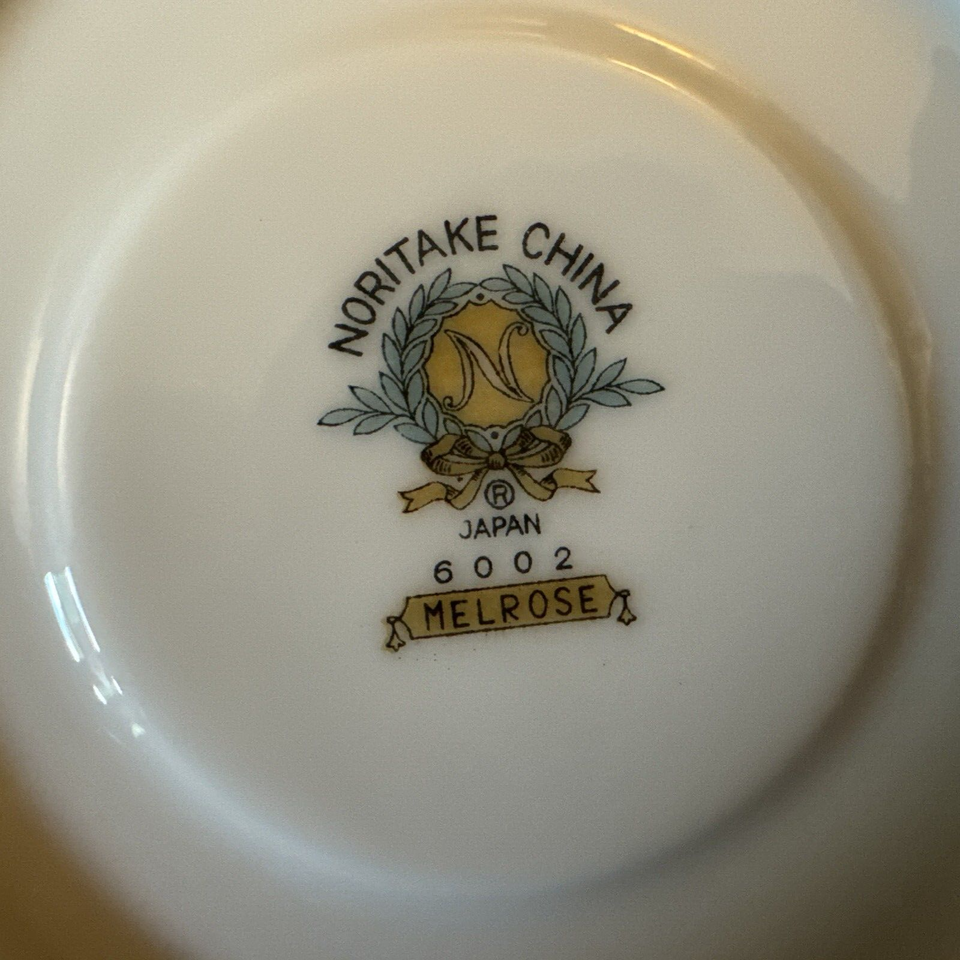 NORITAKE CHINA
N
®
JAPAN
6002
MELROSE